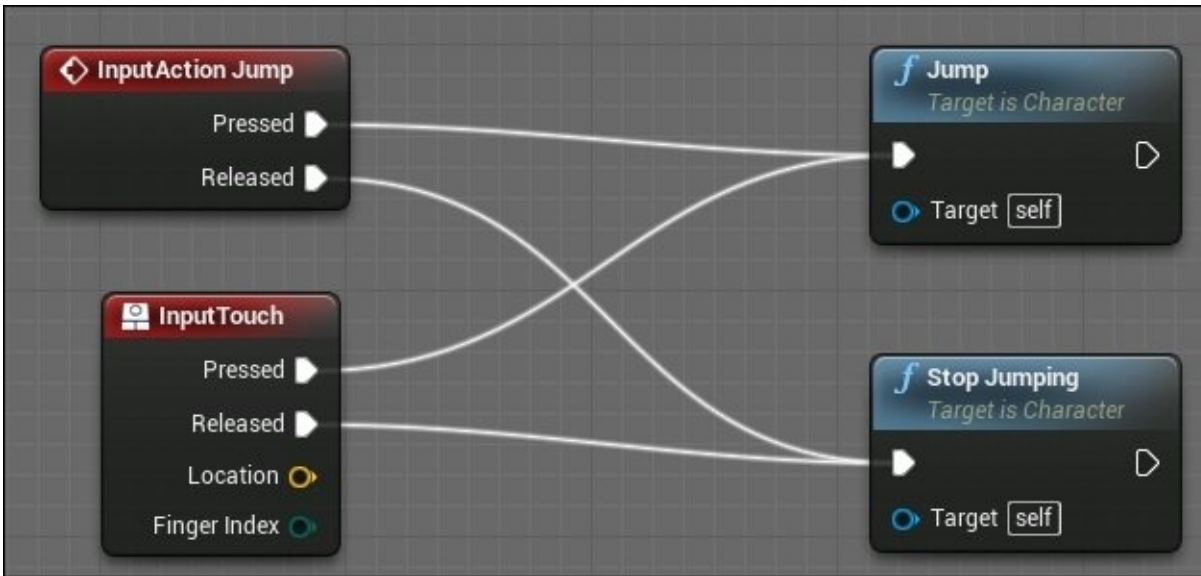 InputAction Jump
Pressed
Released
InputTouch
Pressed
Released
Location
Finger Index
f Jump
Target is Character
Target self
f Stop Jumping
Target is Character
Target self